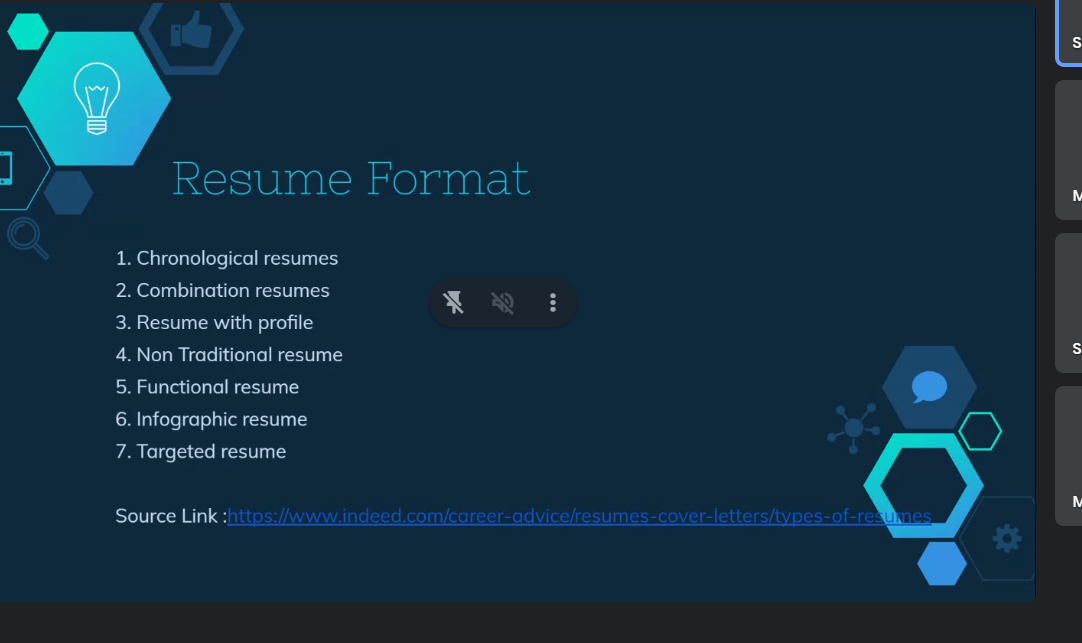 Resume Format
1. Chronological resumes
2. Combination resumes
3. Resume with profile
4. Non Traditional resume
5. Functional resume
6. Infographic resume
7. Targeted resume
Source Link :https://www.indeed.com/career-advice/resumes-cover-letters/types-of-resumes
S
M
S
M